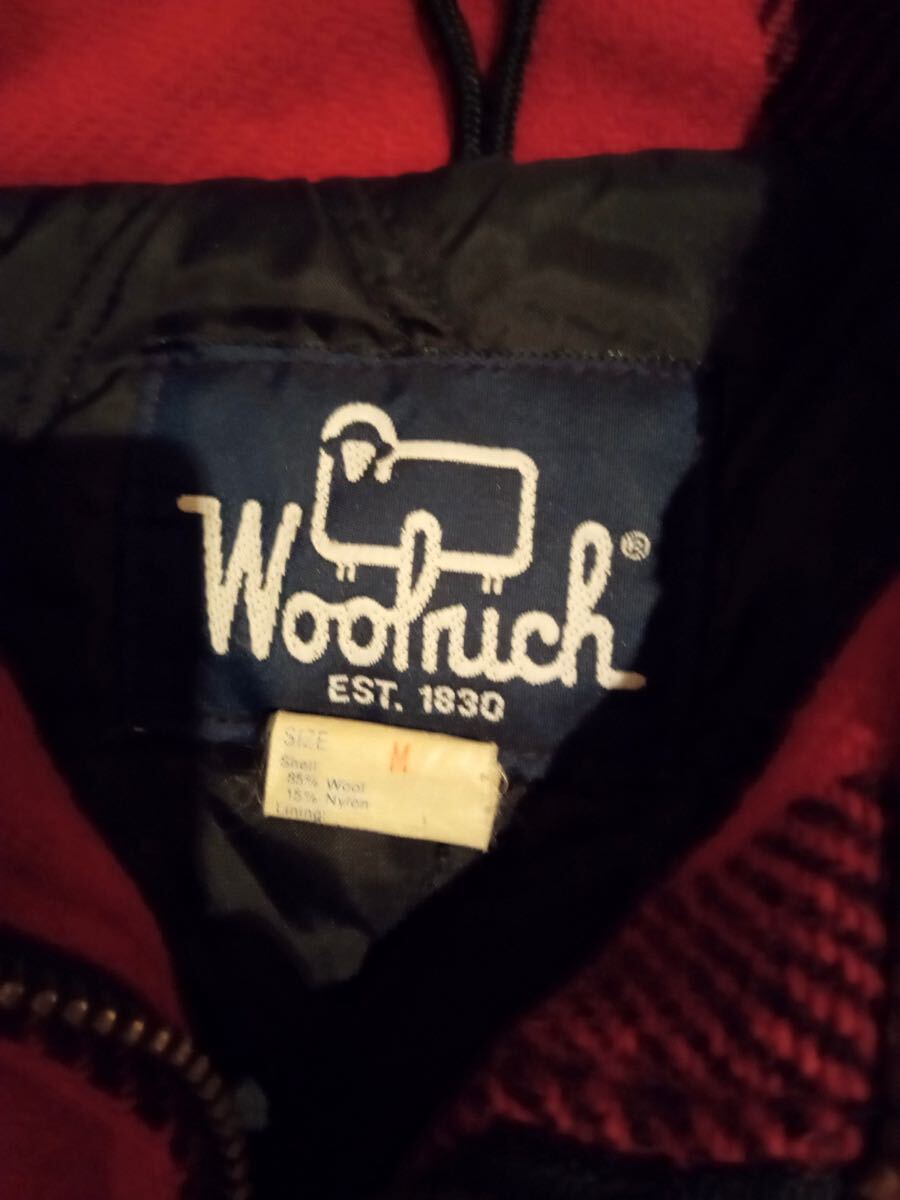 Woolrich®
EST. 1830
SIZE M
Shell:
85% Wool
15% Nylon
Lining: